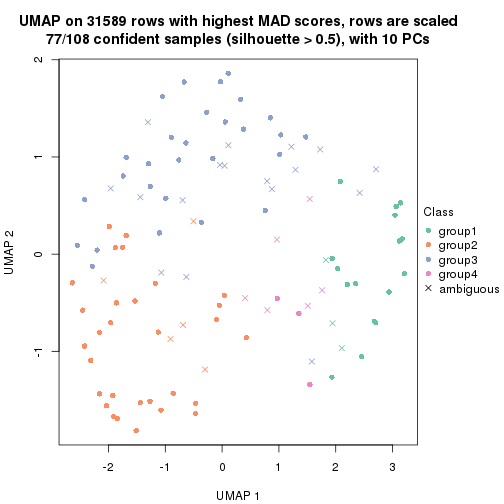 UMAP on 31589 rows with highest MAD scores, rows are scaled
77/108 confident samples (silhouette > 0.5), with 10 PCs
2
1
0
-1
UMAP 2
-2
-1
0
1
2
3
UMAP 1
Class
group1
group2
group3
group4
ambiguous